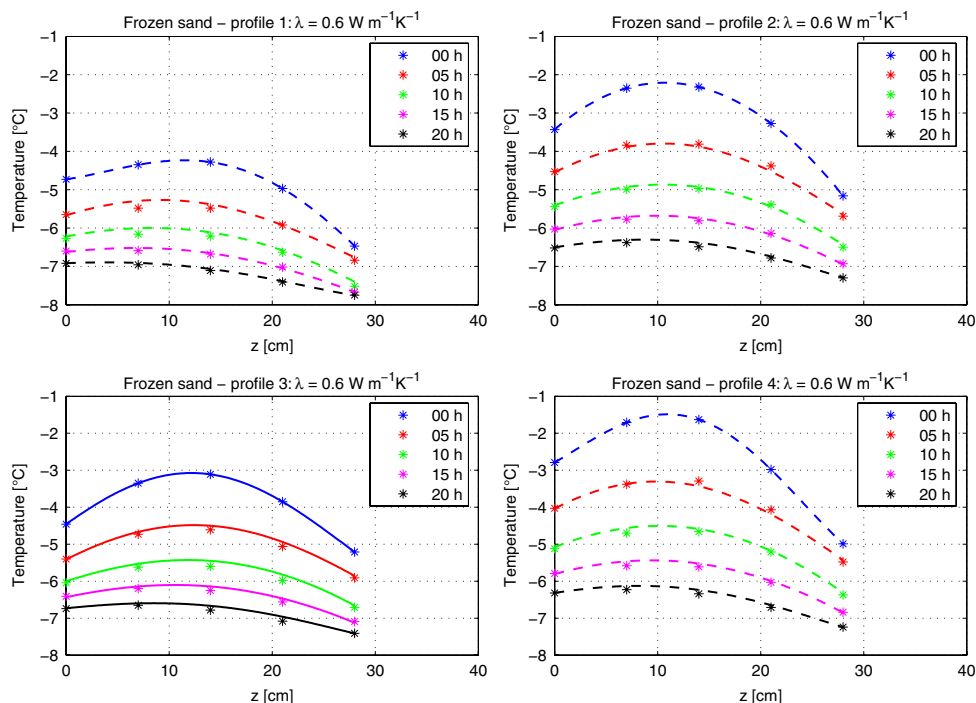 Frozen sand − profile 1: λ = 0.6 W m⁻¹K⁻¹
Temperature [°C]
−1
−2
−3
−4
−5
−6
−7
−8
0 10 20 30 40
z [cm]
00 h
05 h
10 h
15 h
20 h
Frozen sand − profile 2: λ = 0.6 W m⁻¹K⁻¹
Temperature [°C]
−1
−2
−3
−4
−5
−6
−7
−8
0 10 20 30 40
z [cm]
00 h
05 h
10 h
15 h
20 h
Frozen sand − profile 3: λ = 0.6 W m⁻¹K⁻¹
Temperature [°C]
−1
−2
−3
−4
−5
−6
−7
−8
0 10 20 30 40
z [cm]
00 h
05 h
10 h
15 h
20 h
Frozen sand − profile 4: λ = 0.6 W m⁻¹K⁻¹
Temperature [°C]
−1
−2
−3
−4
−5
−6
−7
−8
0 10 20 30 40
z [cm]
00 h
05 h
10 h
15 h
20 h